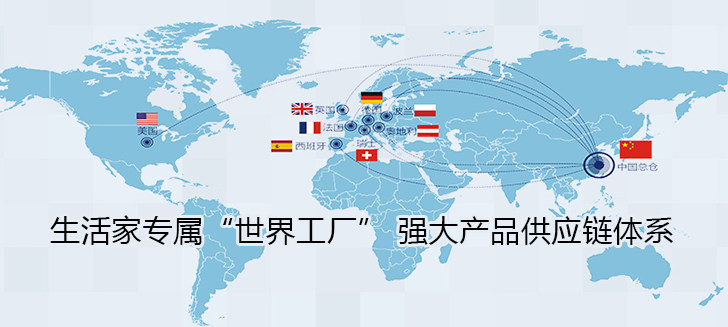 英国
德国
波兰
美国
法国
奥地利
西班牙
瑞士
中国总仓
生活家专属“世界工厂” 强大产品供应链体系